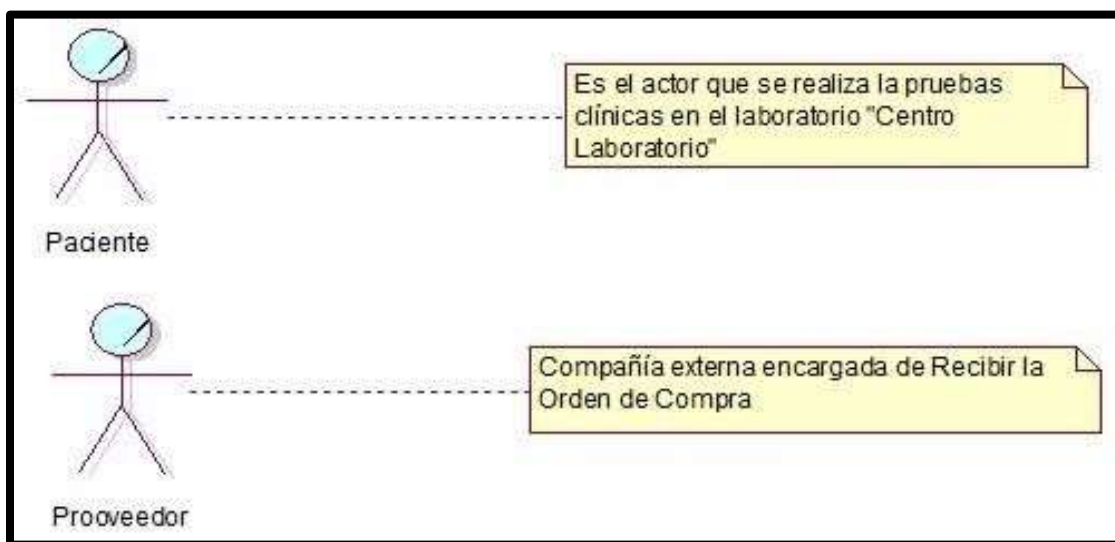 Es el actor que se realiza la pruebas
clínicas en el laboratorio "Centro
Laboratorio"
Paciente
Compañía externa encargada de Recibir la
Orden de Compra
Prooveedor